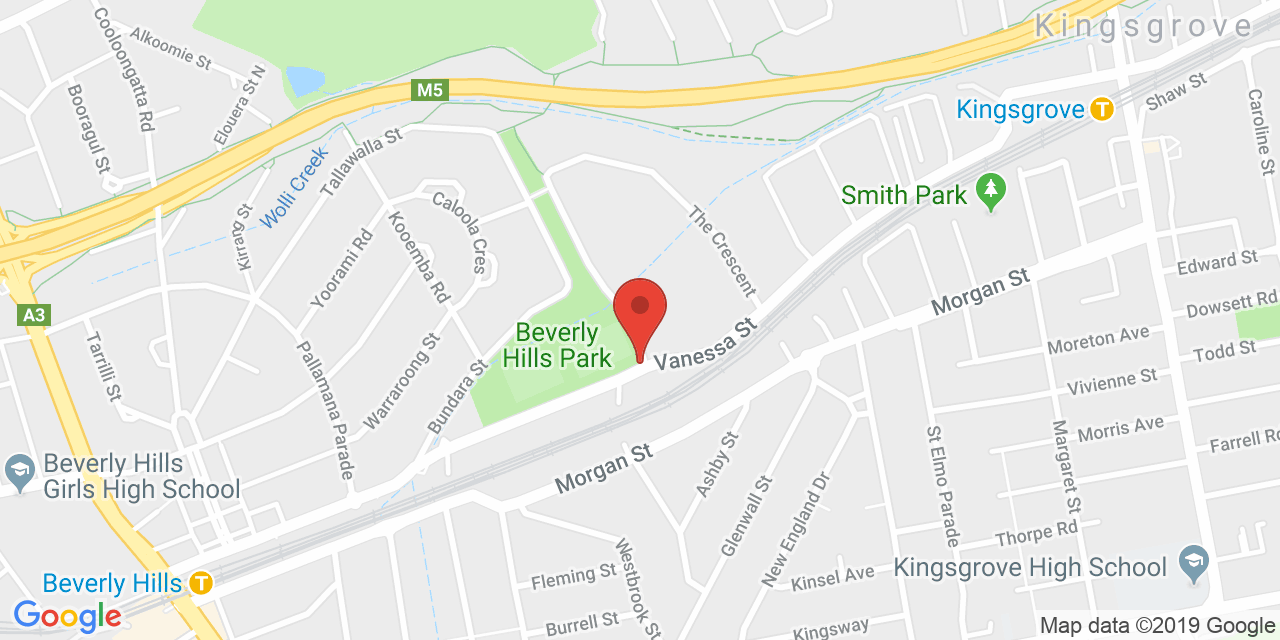 Kingsgrove
Alkoomie St
Cooloongatta Rd
Elouera St N
Booragul St
M5
Kingsgrove T
Shaw St
Caroline St
Tallawalla St
Wolli Creek
Smith Park
Caloola Cres
Kooemba Rd
The Crescent
Kirrang St
Yoorami Rd
Edward St
Morgan St
Dowsett Rd
A3
Beverly
Hills Park
Vanessa St
Moreton Ave
Todd St
Tarrilli St
Pallamana Parade
Warraroong St
Bundara St
Vivienne St
Morris Ave
Farrell Rd
Margaret St
St Elmo Parade
Beverly Hills
Girls High School
Morgan St
Ashby St
Glenwall St
New England Dr
Thorpe Rd
Kingsgrove High School
Westbrook St
Fleming St
Kinsel Ave
Beverly Hills T
Burrell St
Kingsway
Google
Map data ©2019 Google